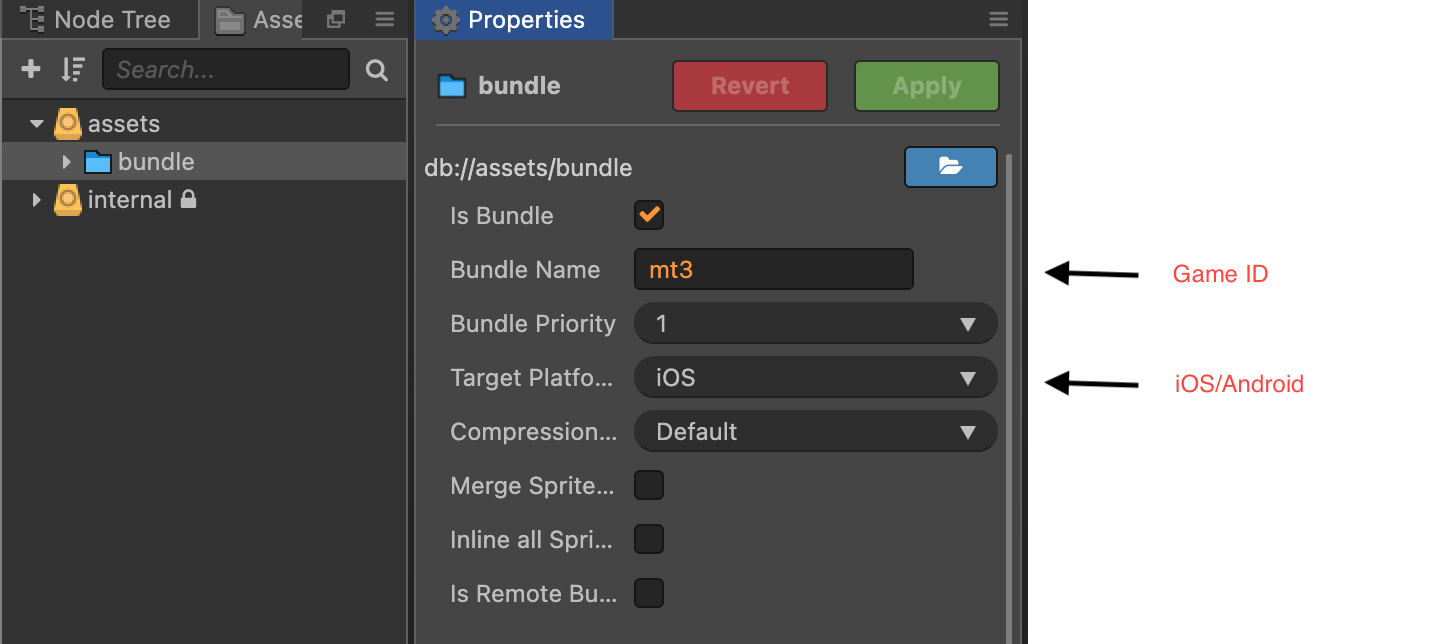 Node Tree
Asse
Properties
Search...
bundle
Revert
Apply
assets
bundle
internal
db://assets/bundle
Is Bundle
Bundle Name
mt3
Game ID
Bundle Priority
1
Target Platfo...
iOS
iOS/Android
Compression...
Default
Merge Sprite...
Inline all Spri...
Is Remote Bu...